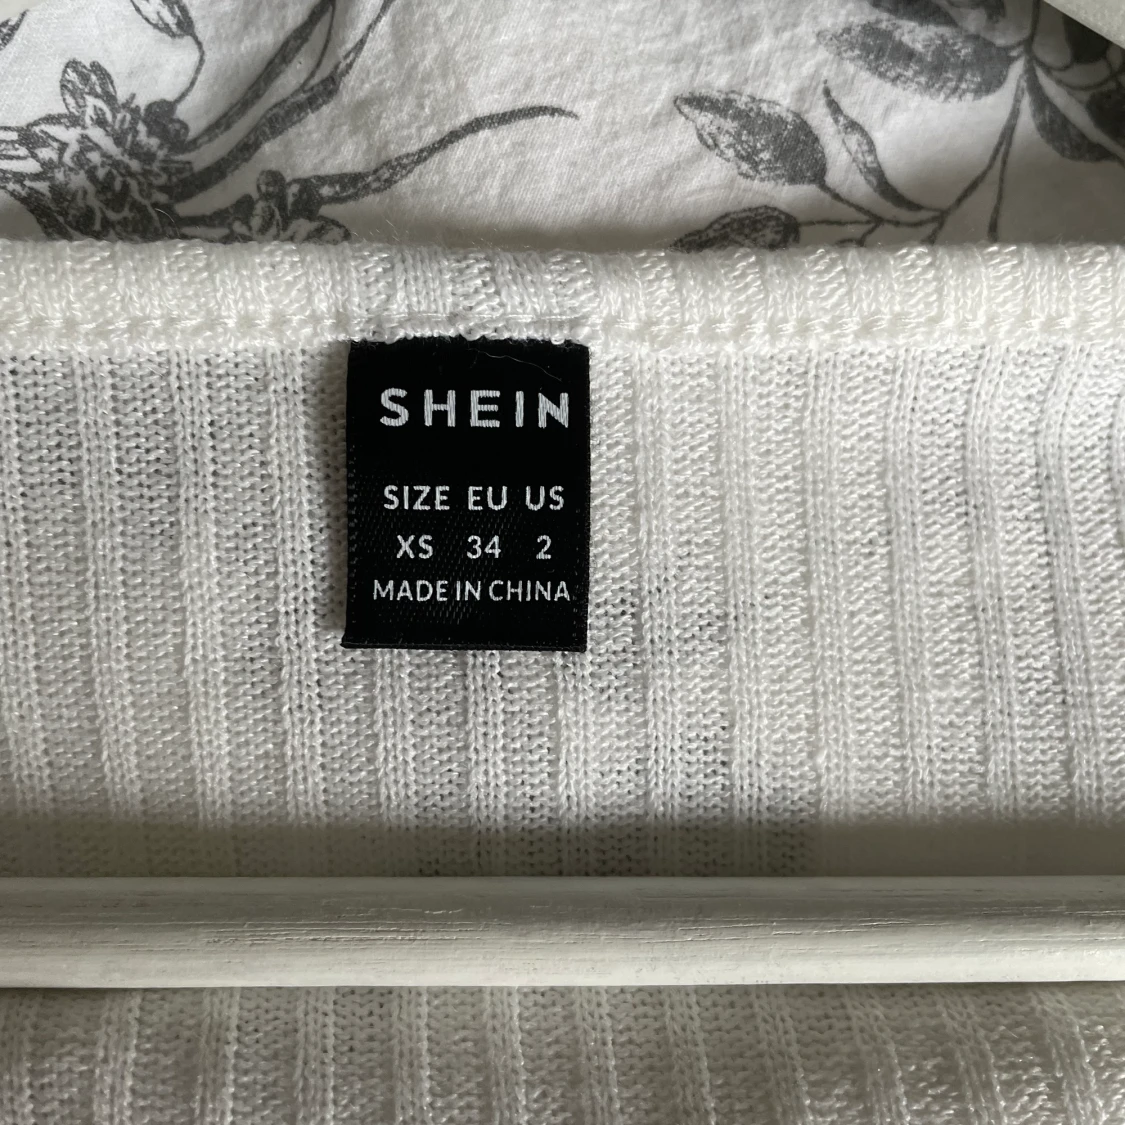 SHEIN
SIZE EU US
XS 34 2
MADE IN CHINA